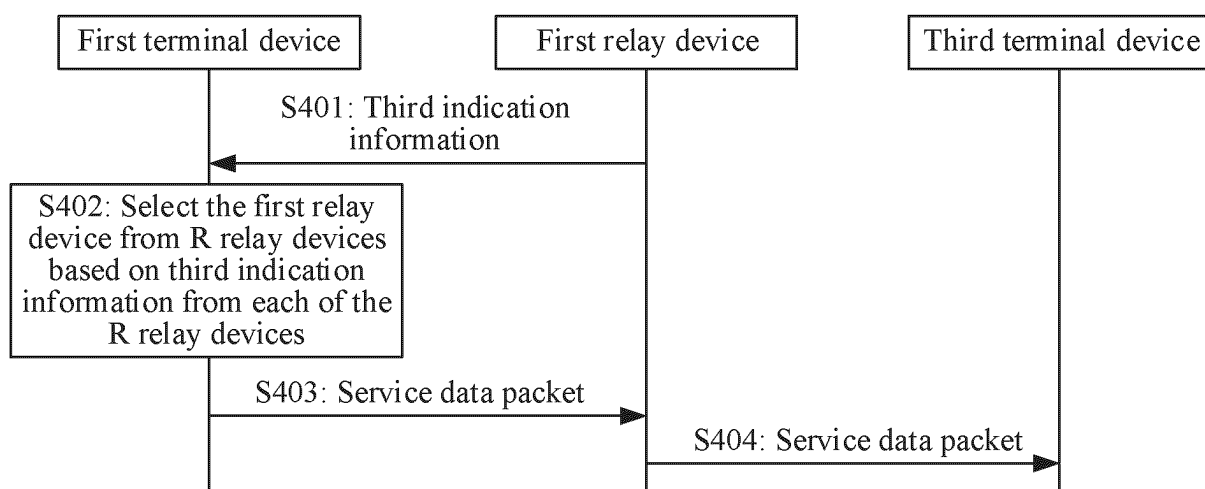 First terminal device
First relay device
Third terminal device
S401: Third indication
information
S402: Select the first relay
device from R relay devices
based on third indication
information from each of the
R relay devices
S403: Service data packet
S404: Service data packet